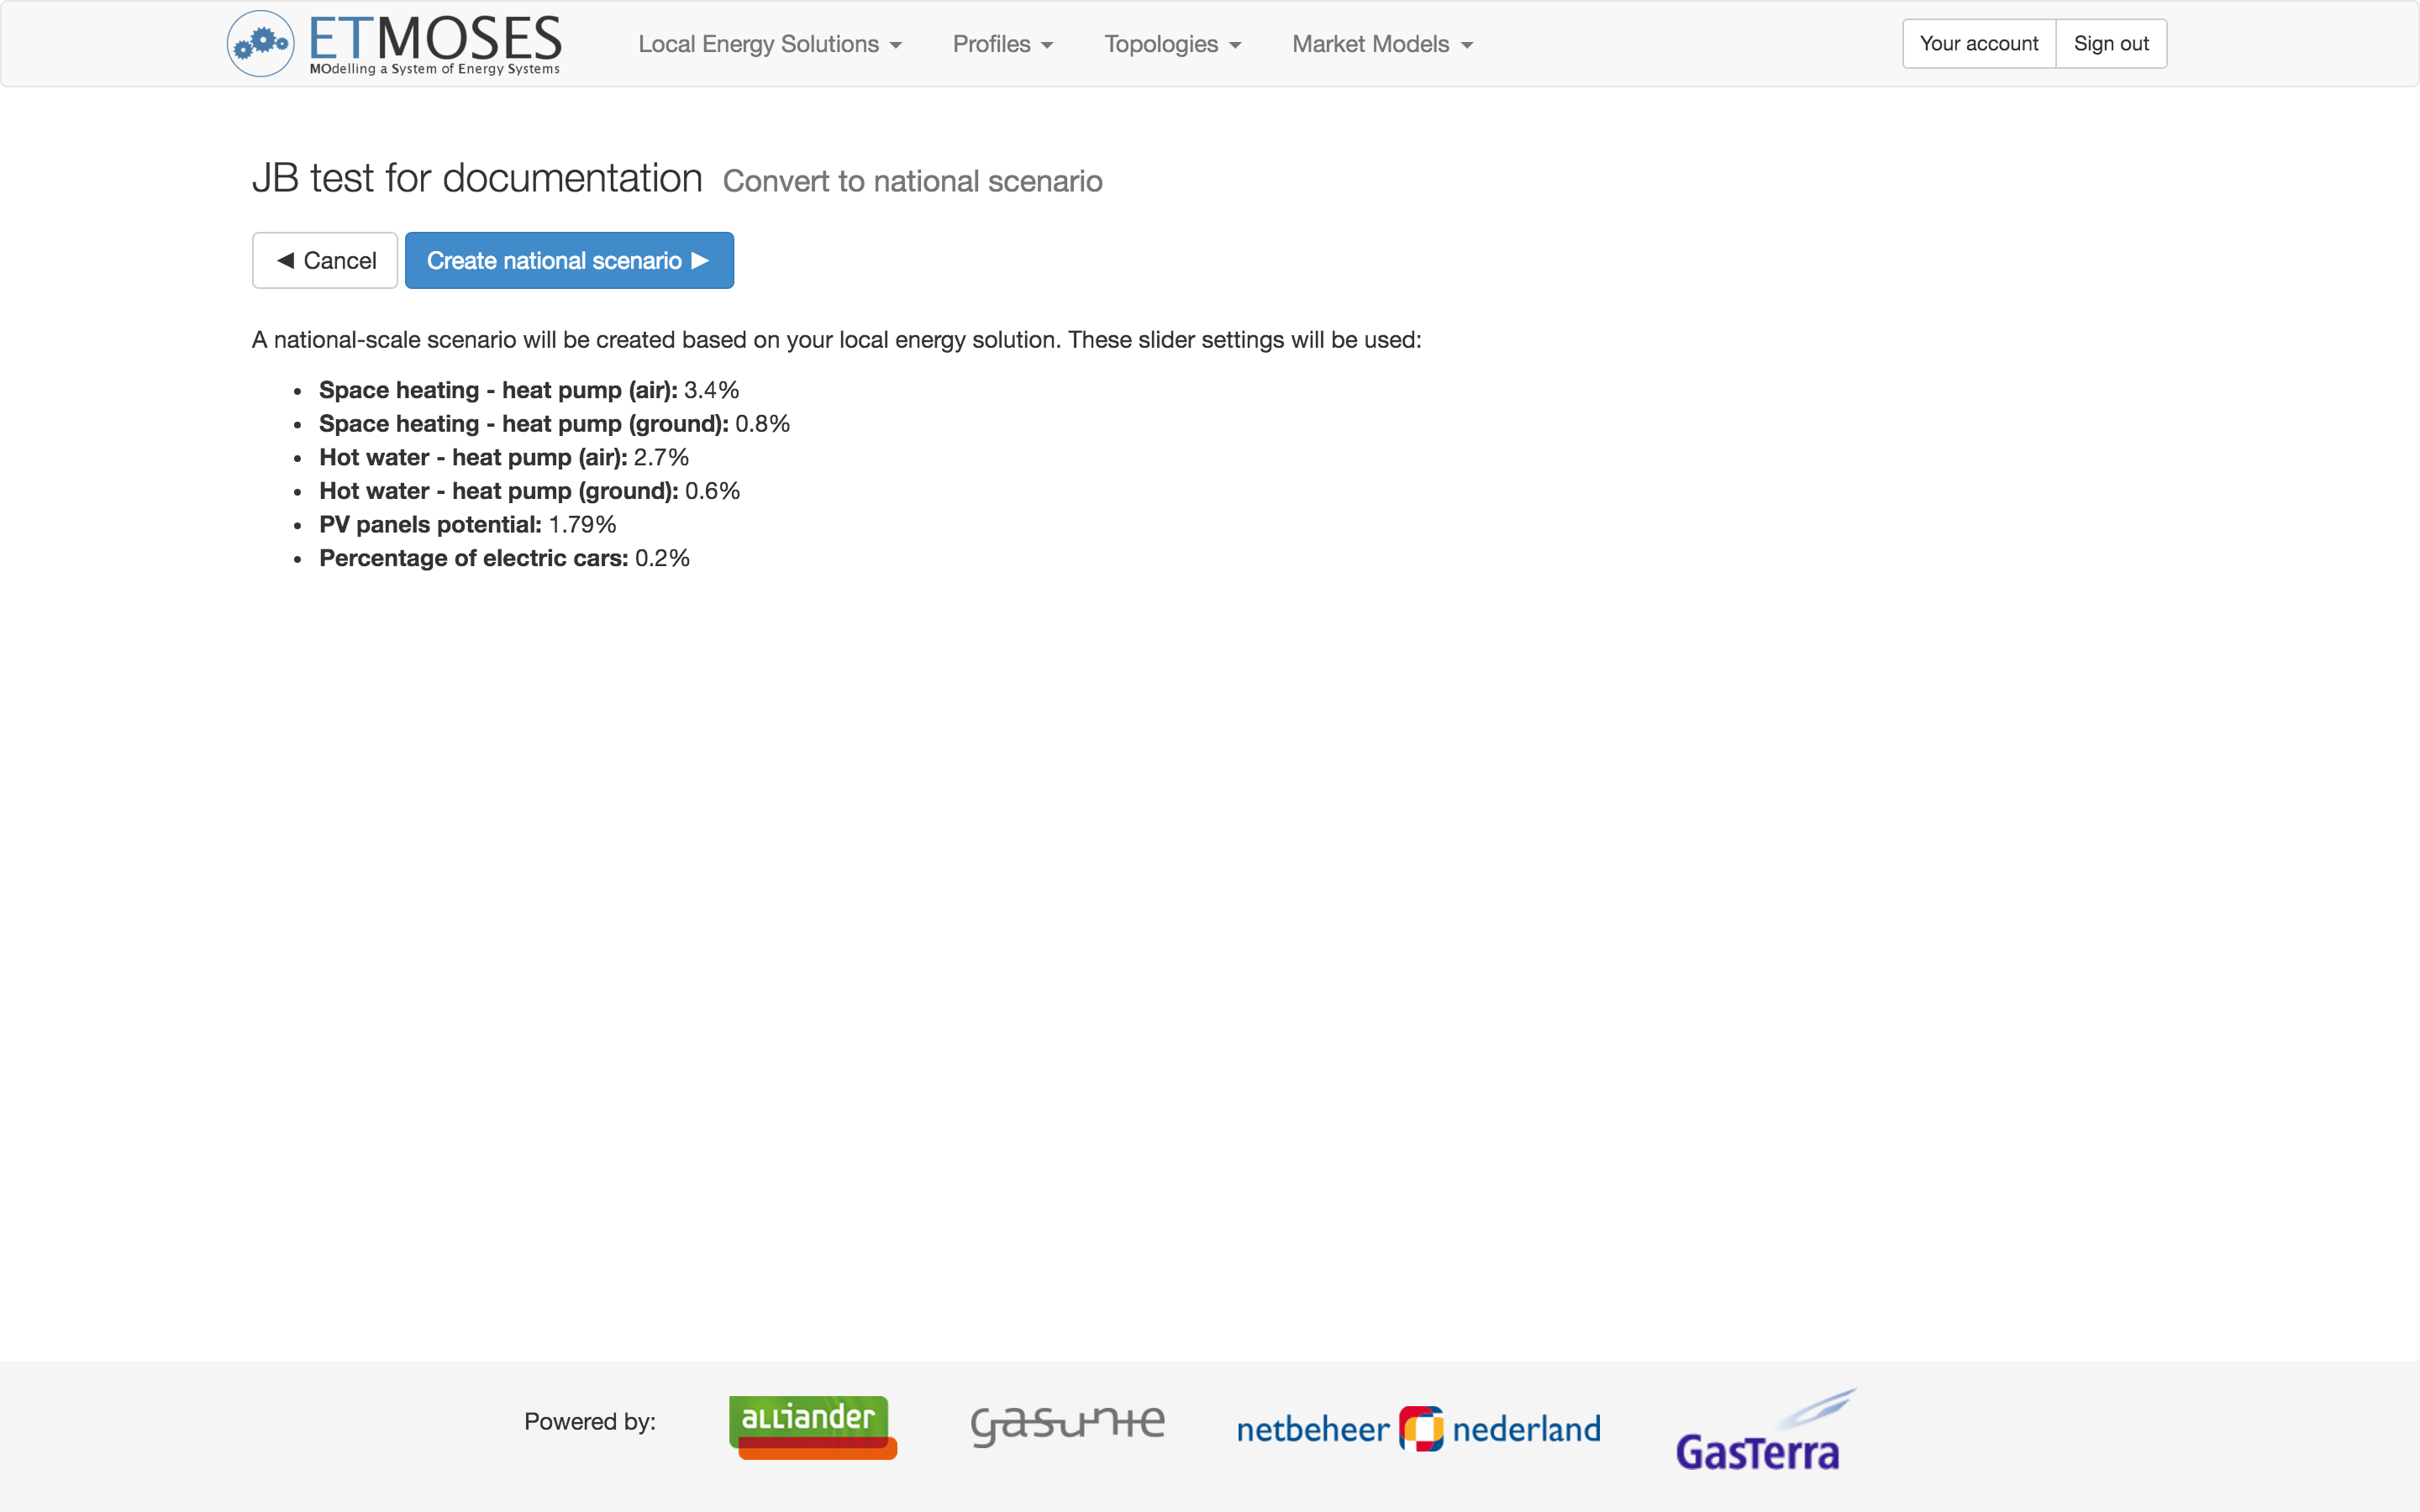 ETMOSES
MOdelling a System of Energy Systems
Local Energy Solutions
Profiles
Topologies
Market Models
Your account
Sign out
JB test for documentation Convert to national scenario
◀ Cancel
Create national scenario ▶
A national-scale scenario will be created based on your local energy solution. These slider settings will be used:
• Space heating - heat pump (air): 3.4%
• Space heating - heat pump (ground): 0.8%
• Hot water - heat pump (air): 2.7%
• Hot water - heat pump (ground): 0.6%
• PV panels potential: 1.79%
• Percentage of electric cars: 0.2%
Powered by:
alliander
gasunie
netbeheer nederland
GasTerra